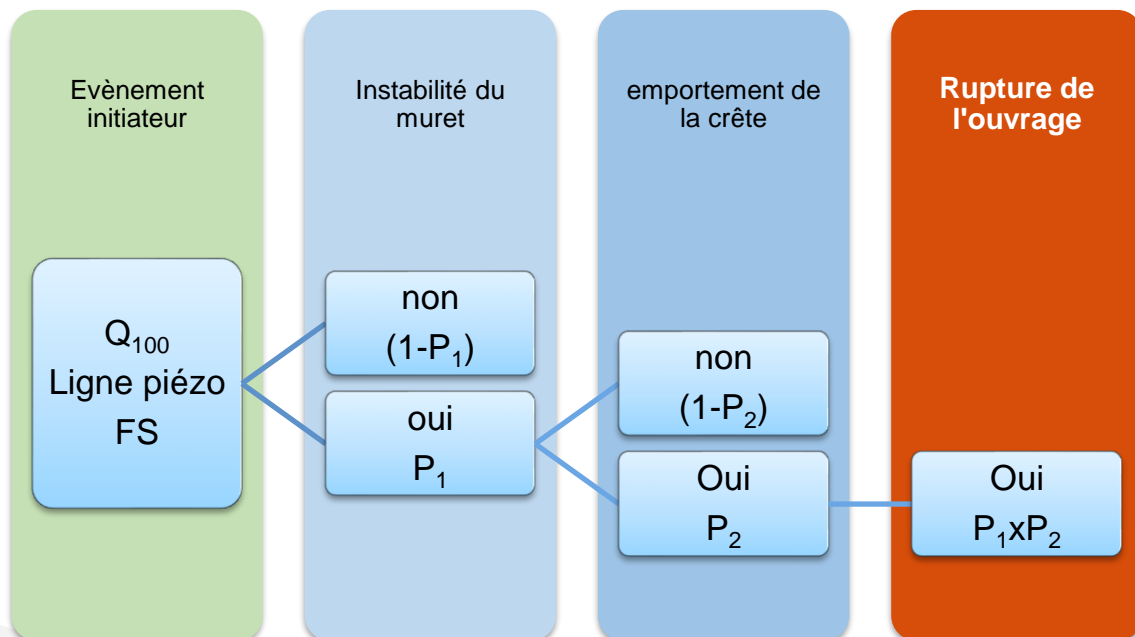 Evènement
initiateur
Instabilité du
muret
emportement de
la crête
Rupture de
l'ouvrage
Q₁₀₀
Ligne piézo
FS
non
(1-P₁)
oui
P₁
non
(1-P₂)
Oui
P₂
Oui
P₁xP₂